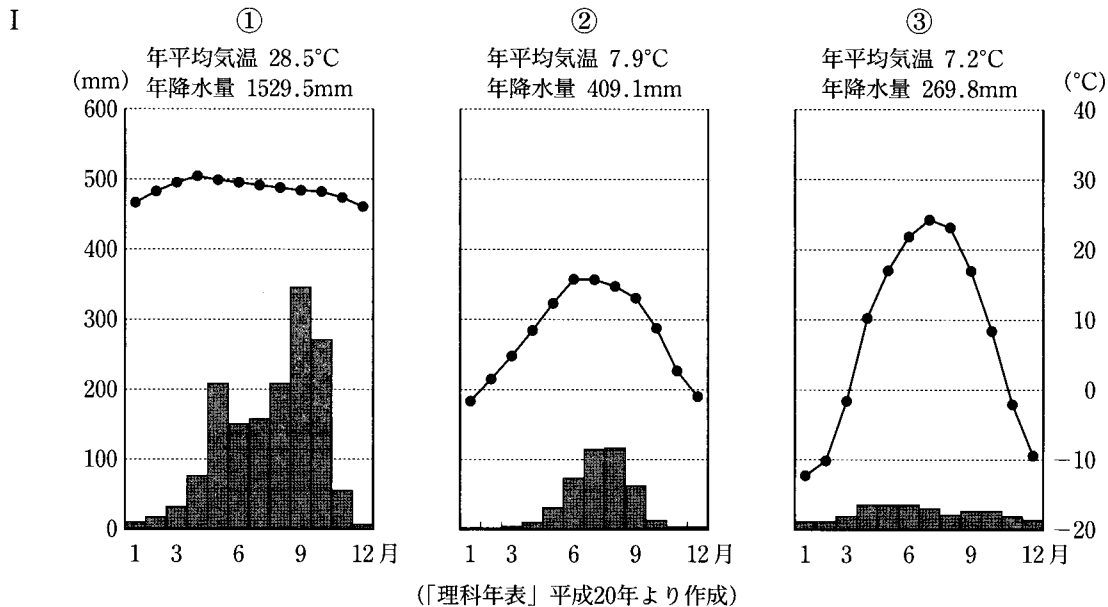 I
① ② ③
年平均気温 28.5℃ 年平均気温 7.9℃ 年平均気温 7.2℃
(mm) 年降水量 1529.5mm 年降水量 409.1mm 年降水量 269.8mm (℃)
600 40
500 30
400 20
300 10
200 0
100 −10
0 −20
1 3 6 9 12月 1 3 6 9 12月 1 3 6 9 12月
(「理科年表」平成20年より作成)